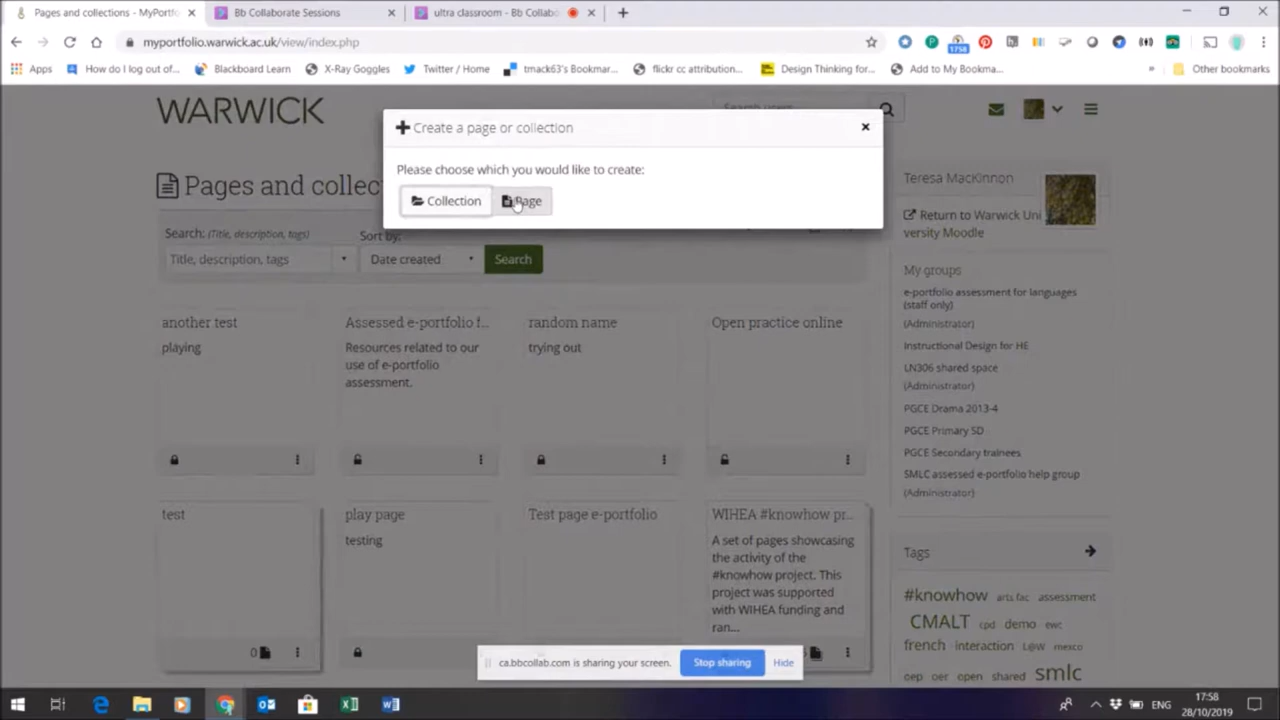 Pages and collections - MyPortf
Bb Collaborate Sessions
ultra classroom - Bb Collabo
myportfolio.warwick.ac.uk/view/index.php
1758
Apps
How do I log out of...
Blackboard Learn
X-Ray Goggles
Twitter / Home
tmack63's Bookmar...
flickr cc attribution...
Design Thinking for...
Add to My Bookma...
Other bookmarks
WARWICK
Search users
Create a page or collection
Please choose which you would like to create:
Collection
Page
Pages and collec
Search: (Title, description, tags)
Sort by:
Title, description, tags
Date created
Search
Teresa MacKinnon
Return to Warwick Uni
versity Moodle
My groups
e-portfolio assessment for languages
(staff only)
(Administrator)
Instructional Design for HE
LN306 shared space
(Administrator)
PGCE Drama 2013-4
PGCE Primary SD
PGCE Secondary trainees
SMLC assessed e-portfolio help group
(Administrator)
another test
playing
Assessed e-portfolio f...
Resources related to our
use of e-portfolio
assessment.
random name
trying out
Open practice online
test
0
play page
testing
Test page e-portfolio
WIHEA #knowhow pr...
A set of pages showcasing
the activity of the
#knowhow project. This
project was supported
with WIHEA funding and
ran...
Tags
#knowhow arts fac assessment
CMALT cpd demo ewc
french interaction L@W mexco
oep oer open shared smlc
ca.bbcollab.com is sharing your screen.
Stop sharing
Hide
ENG
17:58
28/10/2019